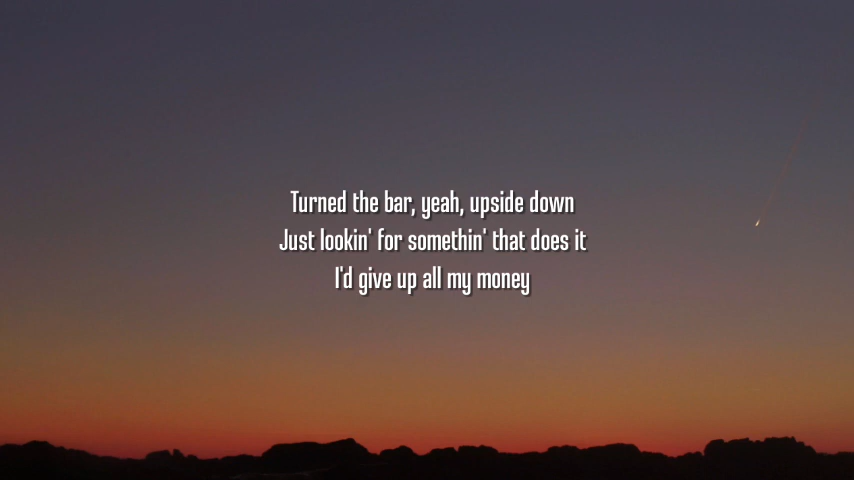 Turned the bar, yeah, upside down
Just lookin' for somethin' that does it
I'd give up all my money